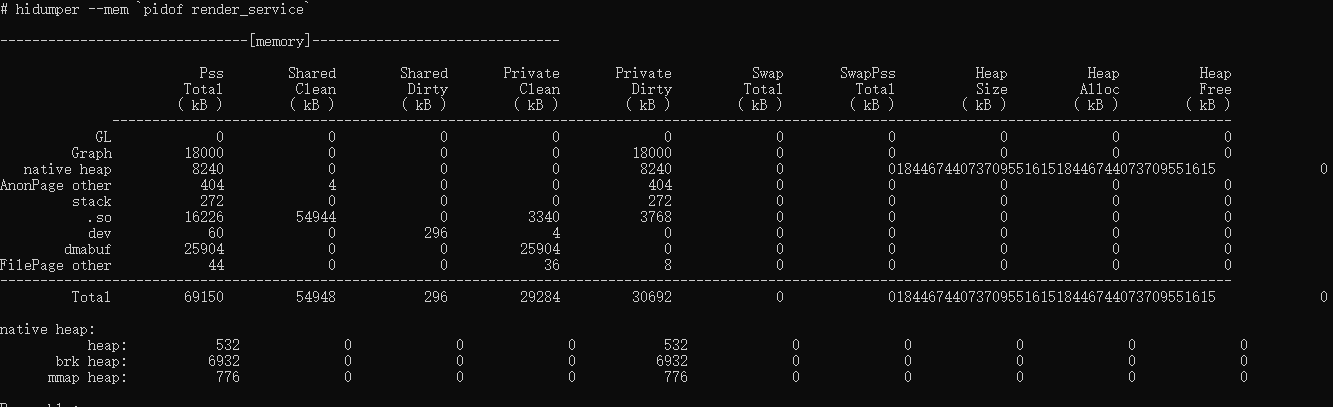 # hidumper --mem `pidof render_service`
-------------------------------[memory]-------------------------------
Pss Shared Shared Private Private Swap SwapPss Heap Heap Heap
Total Clean Dirty Clean Dirty Total Total Size Alloc Free
( kB ) ( kB ) ( kB ) ( kB ) ( kB ) ( kB ) ( kB ) ( kB ) ( kB ) ( kB )
GL 0 0 0 0 0 0 0 0 0 0
Graph 18000 0 0 0 18000 0 0 0 0 0
native heap 8240 0 0 0 8240 0 01844674407370955161518446744073709551615 0
AnonPage other 404 4 0 0 404 0 0 0 0 0
stack 272 0 0 0 272 0 0 0 0 0
.so 16226 54944 0 3340 3768 0 0 0 0 0
dev 60 0 296 4 0 0 0 0 0 0
dmabuf 25904 0 0 25904 0 0 0 0 0 0
FilePage other 44 0 0 36 8 0 0 0 0 0
Total 69150 54948 296 29284 30692 0 01844674407370955161518446744073709551615 0
native heap:
heap: 532 0 0 0 532 0 0 0 0 0
brk heap: 6932 0 0 0 6932 0 0 0 0 0
mmap heap: 776 0 0 0 776 0 0 0 0 0